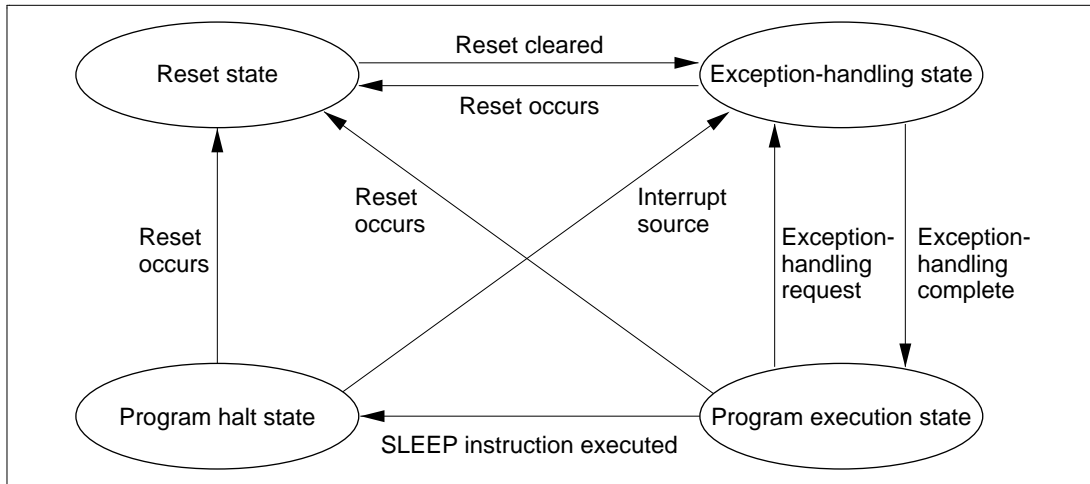 Reset cleared
Reset state
Exception-handling state
Reset occurs
Reset
occurs
Interrupt
source
Reset
occurs
Exception-
handling
request
Exception-
handling
complete
Program halt state
Program execution state
SLEEP instruction executed